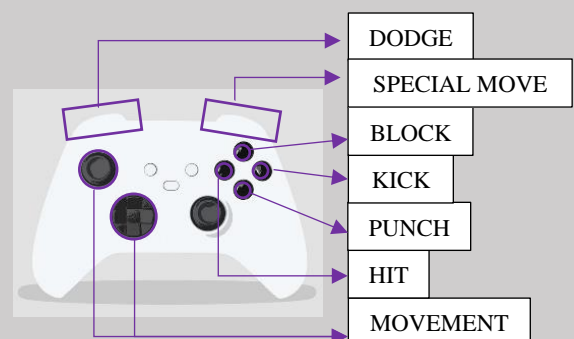 DODGE
SPECIAL MOVE
BLOCK
KICK
PUNCH
HIT
MOVEMENT